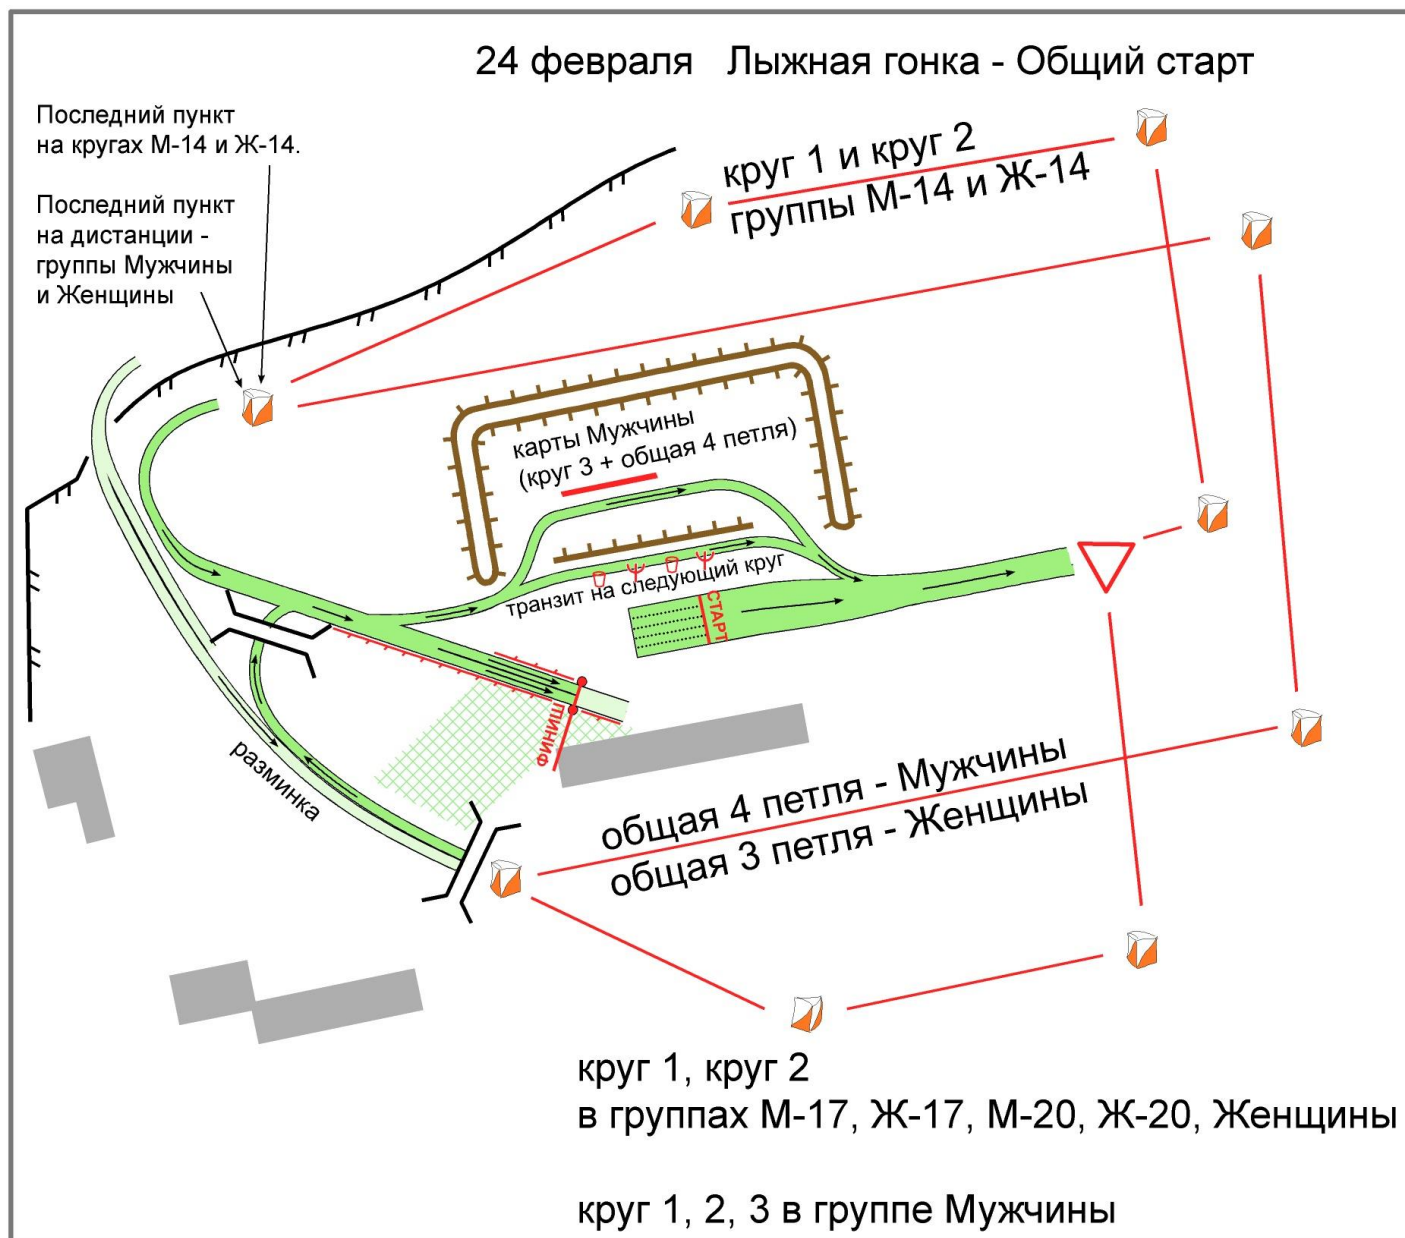 24 февраля Лыжная гонка - Общий старт
Последний пункт
на кругах М-14 и Ж-14.
Последний пункт
на дистанции -
группы Мужчины
и Женщины
круг 1 и круг 2
группы М-14 и Ж-14
карты Мужчины
(круг 3 + общая 4 петля)
транзит на следующий круг
СТАРТ
ФИНИШ
разминка
общая 4 петля - Мужчины
общая 3 петля - Женщины
круг 1, круг 2
в группах М-17, Ж-17, М-20, Ж-20, Женщины
круг 1, 2, 3 в группе Мужчины